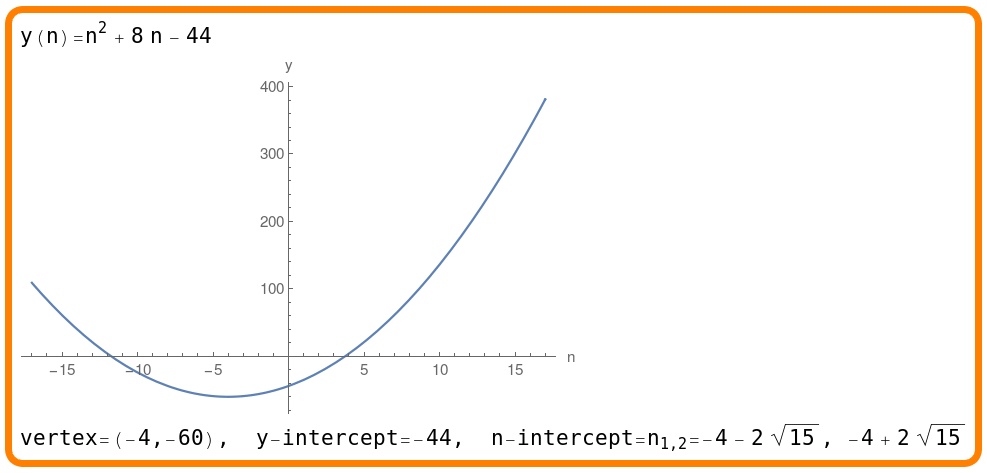 y(n)=n² + 8 n − 44
y
400
300
200
100
−15 −10 −5 5 10 15 n
vertex=(−4,−60), y−intercept=−44, n−intercept=n₁,₂=−4 − 2 √15, −4 + 2 √15